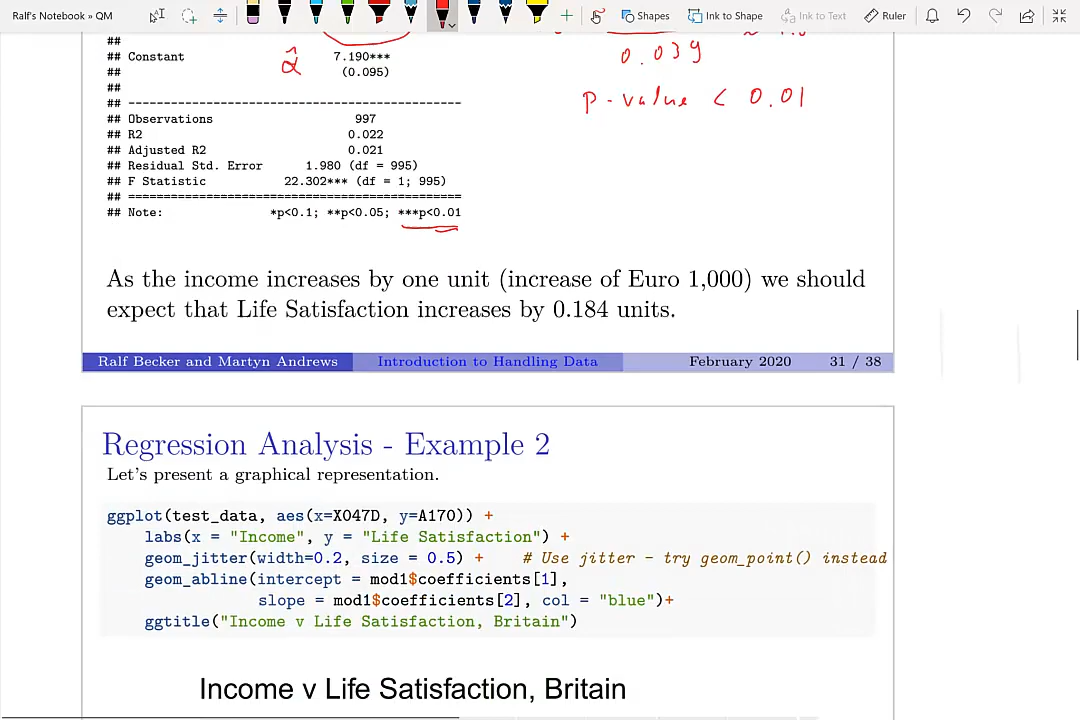 Ralf's Notebook » QM
Shapes
Ink to Shape
Ink to Text
Ruler
##
## Constant 7.190***
## (0.095)
##
α̂
0.039
p-value < 0.01
## ----------------------------------------------
## Observations 997
## R2 0.022
## Adjusted R2 0.021
## Residual Std. Error 1.980 (df = 995)
## F Statistic 22.302*** (df = 1; 995)
## ==============================================
## Note: *p<0.1; **p<0.05; ***p<0.01
As the income increases by one unit (increase of Euro 1,000) we should
expect that Life Satisfaction increases by 0.184 units.
Ralf Becker and Martyn Andrews Introduction to Handling Data February 2020 31 / 38
Regression Analysis - Example 2
Let's present a graphical representation.
ggplot(test_data, aes(x=X047D, y=A170)) +
labs(x = "Income", y = "Life Satisfaction") +
geom_jitter(width=0.2, size = 0.5) + # Use jitter - try geom_point() instead
geom_abline(intercept = mod1$coefficients[1],
slope = mod1$coefficients[2], col = "blue")+
ggtitle("Income v Life Satisfaction, Britain")
Income v Life Satisfaction, Britain